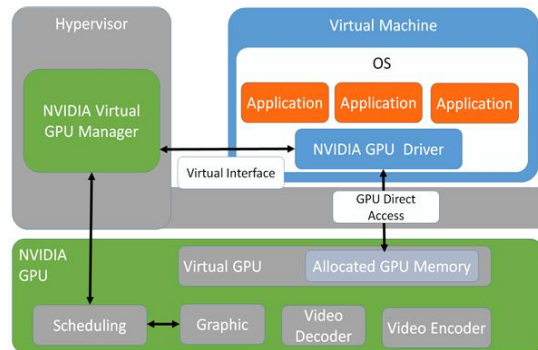 Hypervisor
Virtual Machine
OS
Application
Application
Application
NVIDIA Virtual
GPU Manager
NVIDIA GPU Driver
Virtual Interface
GPU Direct
Access
NVIDIA
GPU
Virtual GPU
Allocated GPU Memory
Scheduling
Graphic
Video
Decoder
Video Encoder